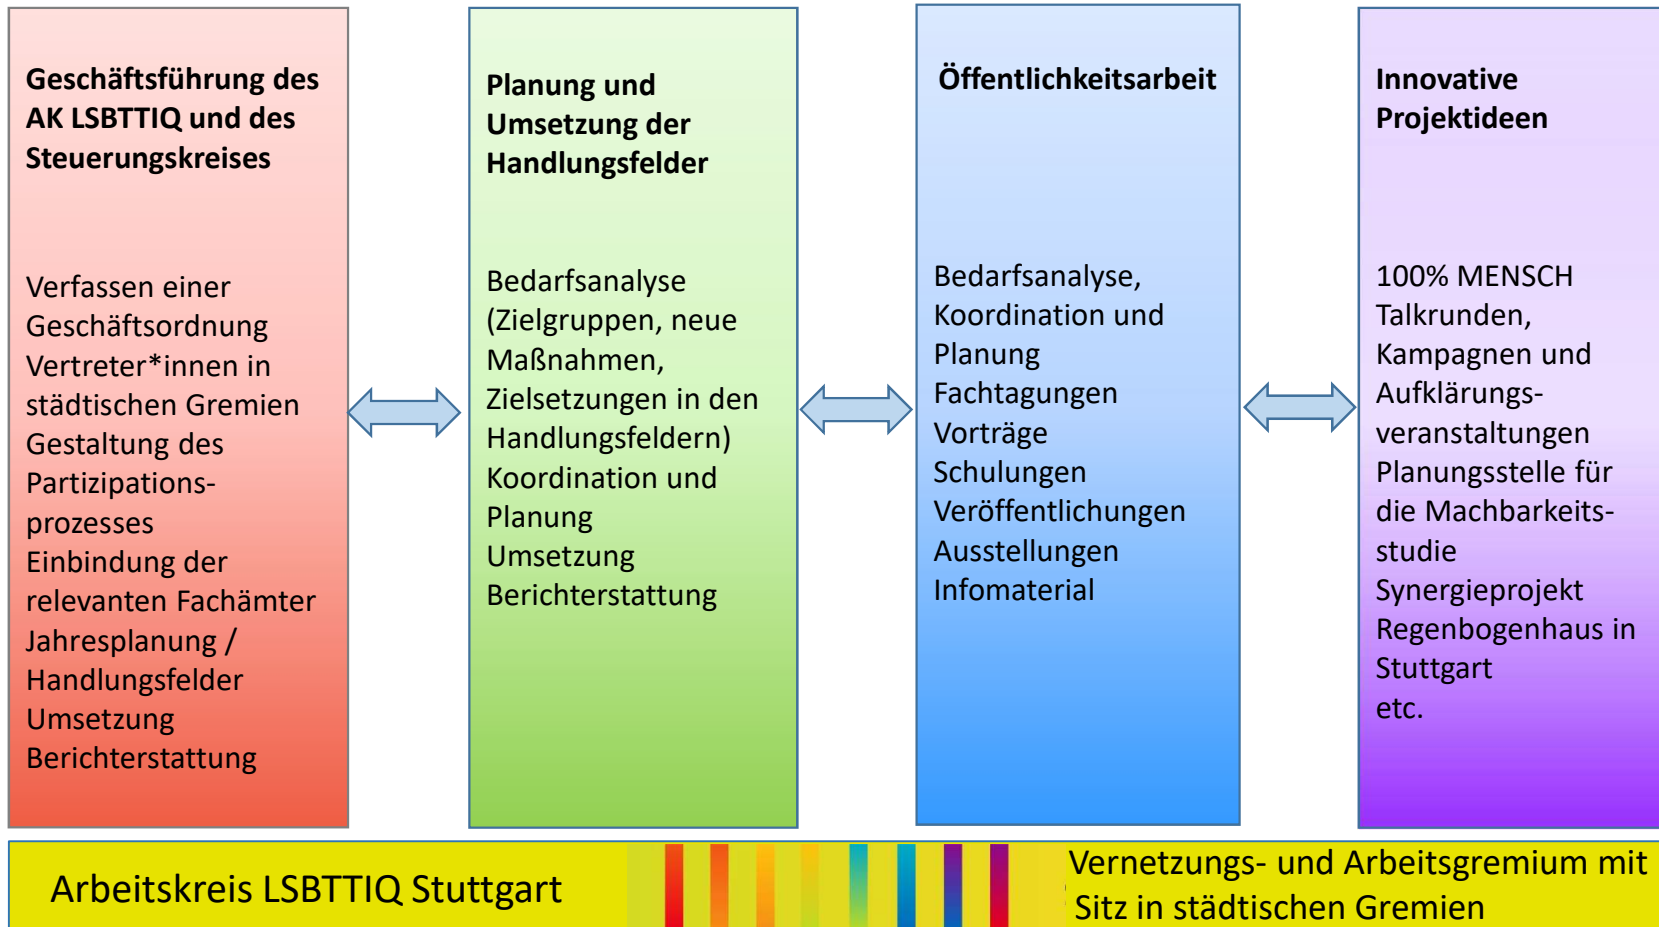 Geschäftsführung des
AK LSBTTIQ und des
Steuerungskreises
Verfassen einer
Geschäftsordnung
Vertreter*innen in
städtischen Gremien
Gestaltung des
Partizipations-
prozesses
Einbindung der
relevanten Fachämter
Jahresplanung /
Handlungsfelder
Umsetzung
Berichterstattung
Planung und
Umsetzung der
Handlungsfelder
Bedarfsanalyse
(Zielgruppen, neue
Maßnahmen,
Zielsetzungen in den
Handlungsfeldern)
Koordination und
Planung
Umsetzung
Berichterstattung
Öffentlichkeitsarbeit
Bedarfsanalyse,
Koordination und
Planung
Fachtagungen
Vorträge
Schulungen
Veröffentlichungen
Ausstellungen
Infomaterial
Innovative
Projektideen
100% MENSCH
Talkrunden,
Kampagnen und
Aufklärungs-
veranstaltungen
Planungsstelle für
die Machbarkeits-
studie
Synergieprojekt
Regenbogenhaus in
Stuttgart
etc.
Arbeitskreis LSBTTIQ Stuttgart
Vernetzungs- und Arbeitsgremium mit
Sitz in städtischen Gremien